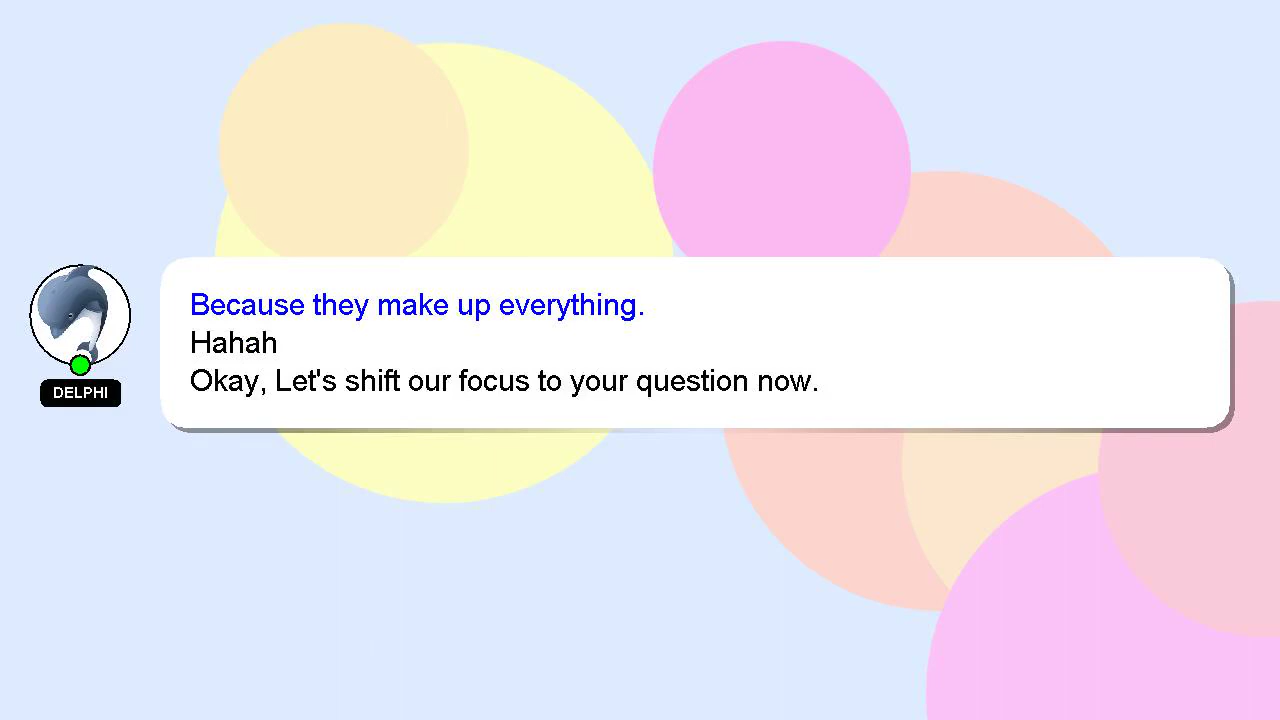 Because they make up everything.
Hahah
Okay, Let's shift our focus to your question now.
DELPHI